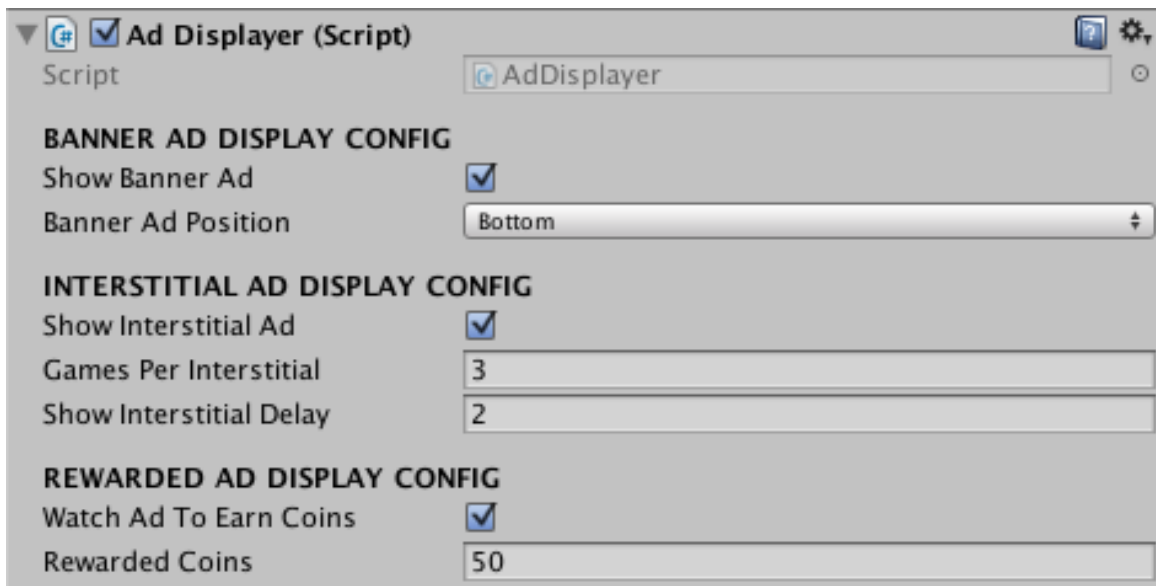 Ad Displayer (Script)
Script AdDisplayer
BANNER AD DISPLAY CONFIG
Show Banner Ad
Banner Ad Position Bottom
INTERSTITIAL AD DISPLAY CONFIG
Show Interstitial Ad
Games Per Interstitial 3
Show Interstitial Delay 2
REWARDED AD DISPLAY CONFIG
Watch Ad To Earn Coins
Rewarded Coins 50